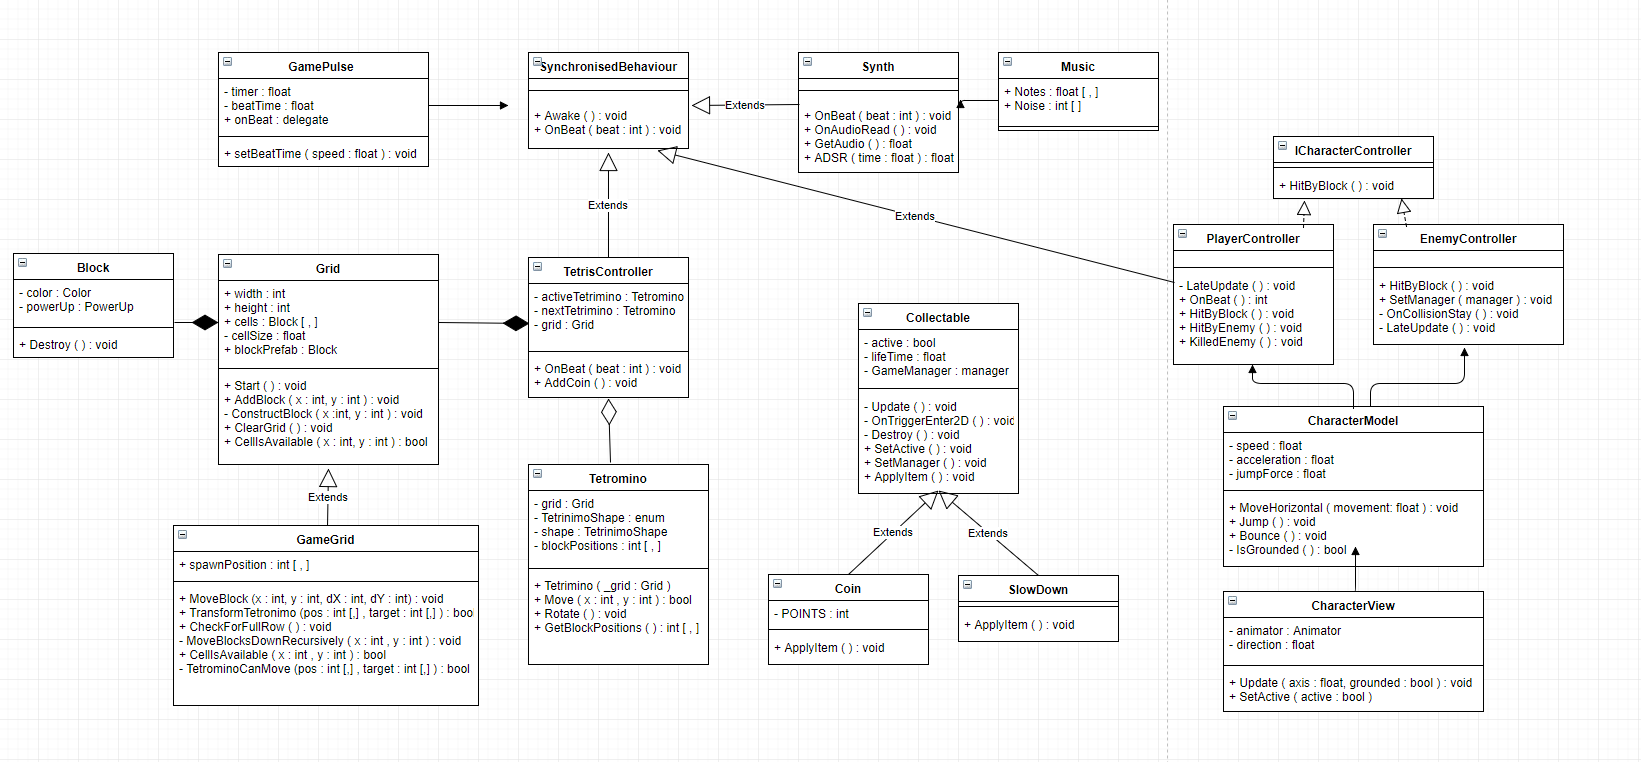 GamePulse
- timer : float
- beatTime : float
+ onBeat : delegate
+ setBeatTime ( speed : float ) : void
SynchronisedBehaviour
+ Awake ( ) : void
+ OnBeat ( beat : int ) : void
Extends
Synth
+ OnBeat ( beat : int ) : void
+ OnAudioRead ( ) : void
+ GetAudio ( ) : float
+ ADSR ( time : float ) : float
Music
+ Notes : float [ , ]
+ Noise : int [ ]
ICharacterController
+ HitByBlock ( ) : void
Extends
Extends
Block
- color : Color
- powerUp : PowerUp
+ Destroy ( ) : void
Grid
+ width : int
+ height : int
+ cells : Block [ , ]
- cellSize : float
+ blockPrefab : Block
+ Start ( ) : void
+ AddBlock ( x : int, y : int ) : void
- ConstructBlock ( x :int, y : int ) : void
+ ClearGrid ( ) : void
+ CellIsAvailable ( x : int, y : int ) : bool
TetrisController
- activeTetrimino : Tetromino
- nextTetrimino : Tetromino
- grid : Grid
+ OnBeat ( beat : int ) : void
+ AddCoin ( ) : void
PlayerController
- LateUpdate ( ) : void
+ OnBeat ( ) : int
+ HitByBlock ( ) : void
+ HitByEnemy ( ) : void
+ KilledEnemy ( ) : void
EnemyController
+ HitByBlock ( ) : void
+ SetManager ( manager ) : void
- OnCollisionStay ( ) : void
- LateUpdate ( ) : void
Collectable
- active : bool
- lifeTime : float
- GameManager : manager
- Update ( ) : void
- OnTriggerEnter2D ( ) : void
- Destroy ( ) : void
+ SetActive ( ) : void
+ SetManager ( ) : void
+ ApplyItem ( ) : void
CharacterModel
- speed : float
- acceleration : float
- jumpForce : float
+ MoveHorizontal ( movement: float ) : void
+ Jump ( ) : void
+ Bounce ( ) : void
- IsGrounded ( ) : bool
Extends
GameGrid
+ spawnPosition : int [ , ]
+ MoveBlock (x : int, y : int, dX : int, dY : int) : void
+ TransformTetronimo (pos : int [,] , target : int [,] ) : bool
+ CheckForFullRow ( ) : void
- MoveBlocksDownRecursively ( x : int , y : int ) : void
+ CellIsAvailable ( x : int , y : int ) : bool
- TetrominoCanMove (pos : int [,] , target : int [,] ) : bool
Tetromino
- grid : Grid
- TetrinimoShape : enum
- shape : TetrinimoShape
- blockPositions : int [ , ]
+ Tetrimino ( _grid : Grid )
+ Move ( x : int , y : int ) : bool
+ Rotate ( ) : void
+ GetBlockPositions ( ) : int [ , ]
Extends
Extends
Coin
- POINTS : int
+ ApplyItem ( ) : void
SlowDown
+ ApplyItem ( ) : void
CharacterView
- animator : Animator
- direction : float
+ Update ( axis : float, grounded : bool ) : void
+ SetActive ( active : bool )